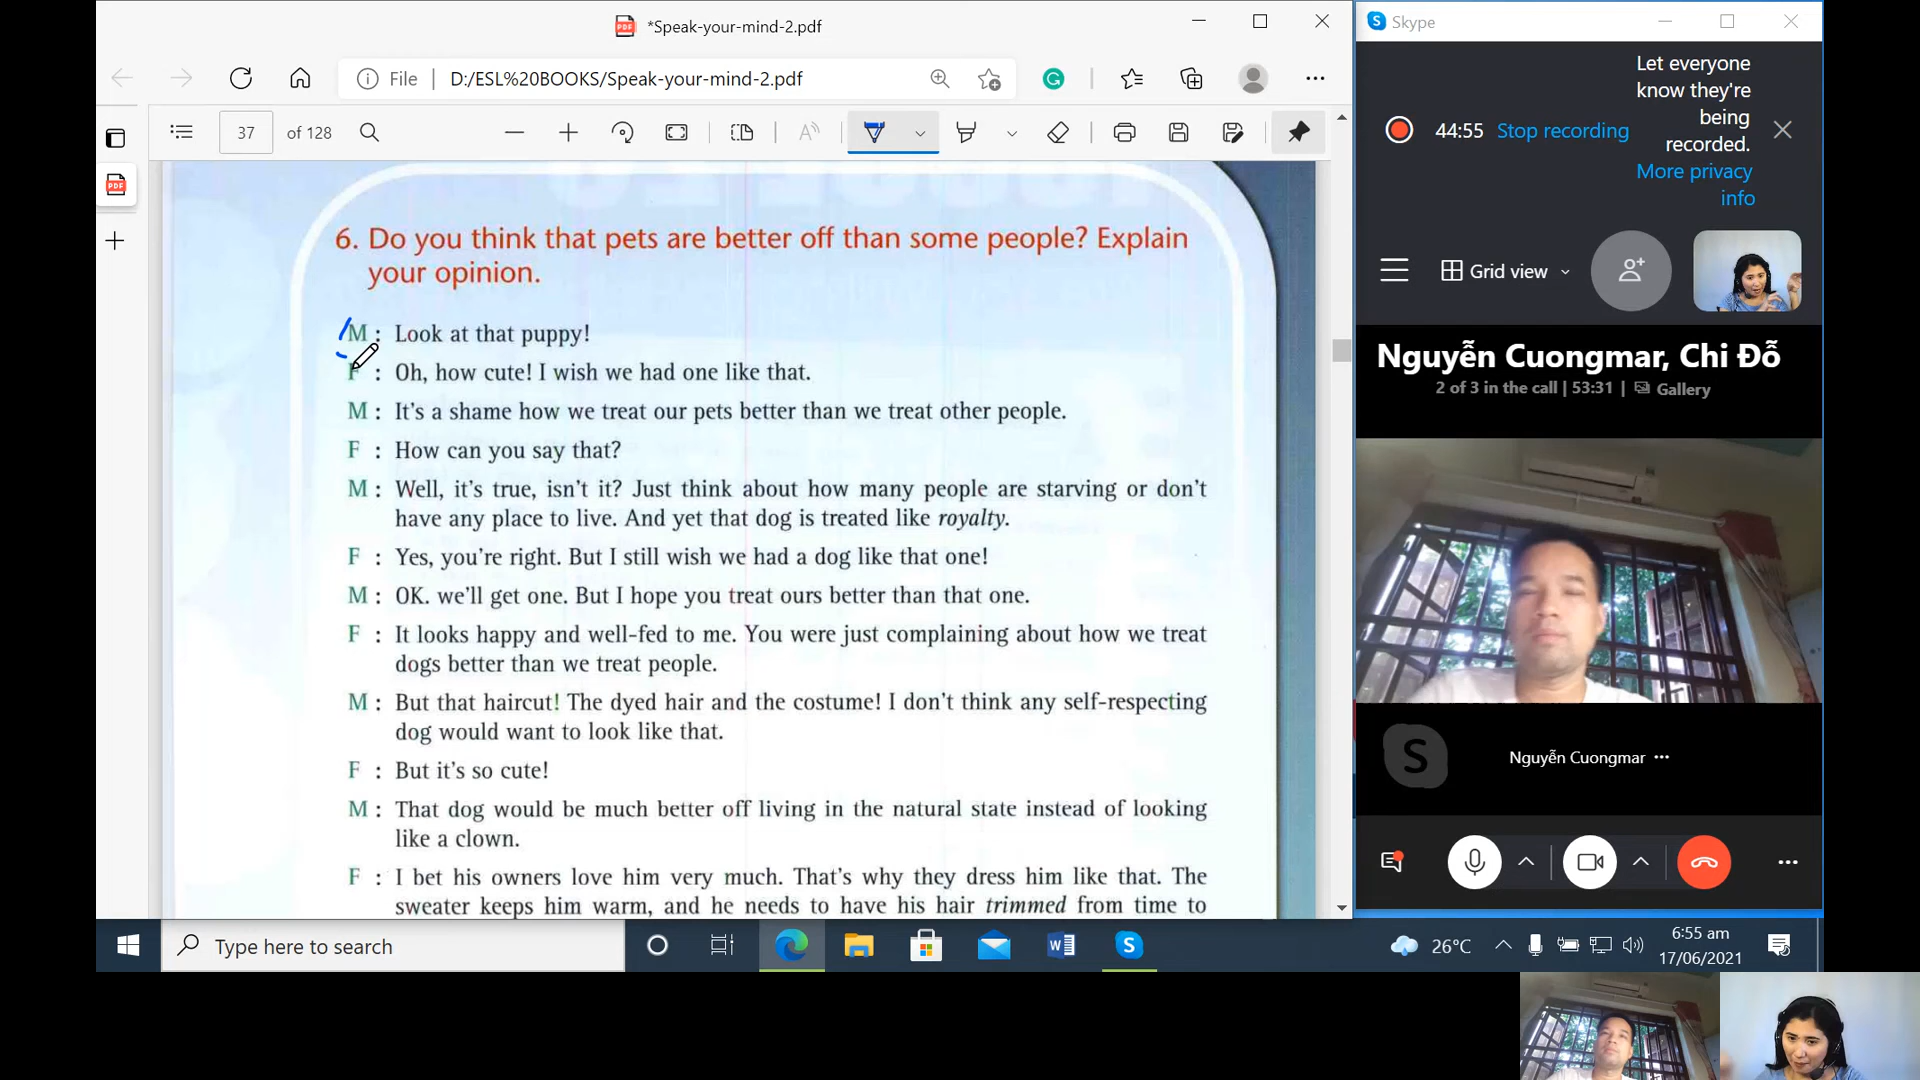 *Speak-your-mind-2.pdf
File
D:/ESL%20BOOKS/Speak-your-mind-2.pdf
37 of 128
6. Do you think that pets are better off than some people? Explain
your opinion.
M : Look at that puppy!
F : Oh, how cute! I wish we had one like that.
M : It's a shame how we treat our pets better than we treat other people.
F : How can you say that?
M : Well, it's true, isn't it? Just think about how many people are starving or don't
have any place to live. And yet that dog is treated like royalty.
F : Yes, you're right. But I still wish we had a dog like that one!
M : OK. we'll get one. But I hope you treat ours better than that one.
F : It looks happy and well-fed to me. You were just complaining about how we treat
dogs better than we treat people.
M : But that haircut! The dyed hair and the costume! I don't think any self-respecting
dog would want to look like that.
F : But it's so cute!
M : That dog would be much better off living in the natural state instead of looking
like a clown.
F : I bet his owners love him very much. That's why they dress him like that. The
sweater keeps him warm, and he needs to have his hair trimmed from time to
Type here to search
Skype
44:55 Stop recording
Let everyone
know they're
being
recorded.
More privacy
info
Grid view
Nguyễn Cuongmar, Chi Đỗ
2 of 3 in the call | 53:31 | Gallery
S
Nguyễn Cuongmar
26°C
6:55 am
17/06/2021